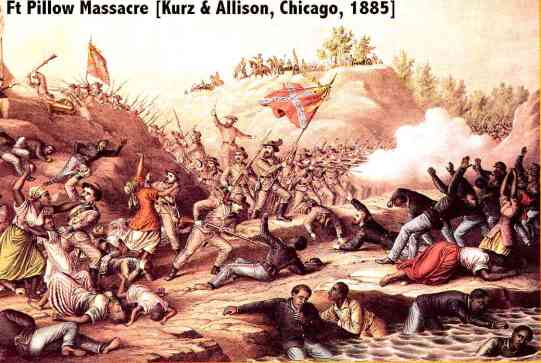 Ft Pillow Massacre [Kurz & Allison, Chicago, 1885]